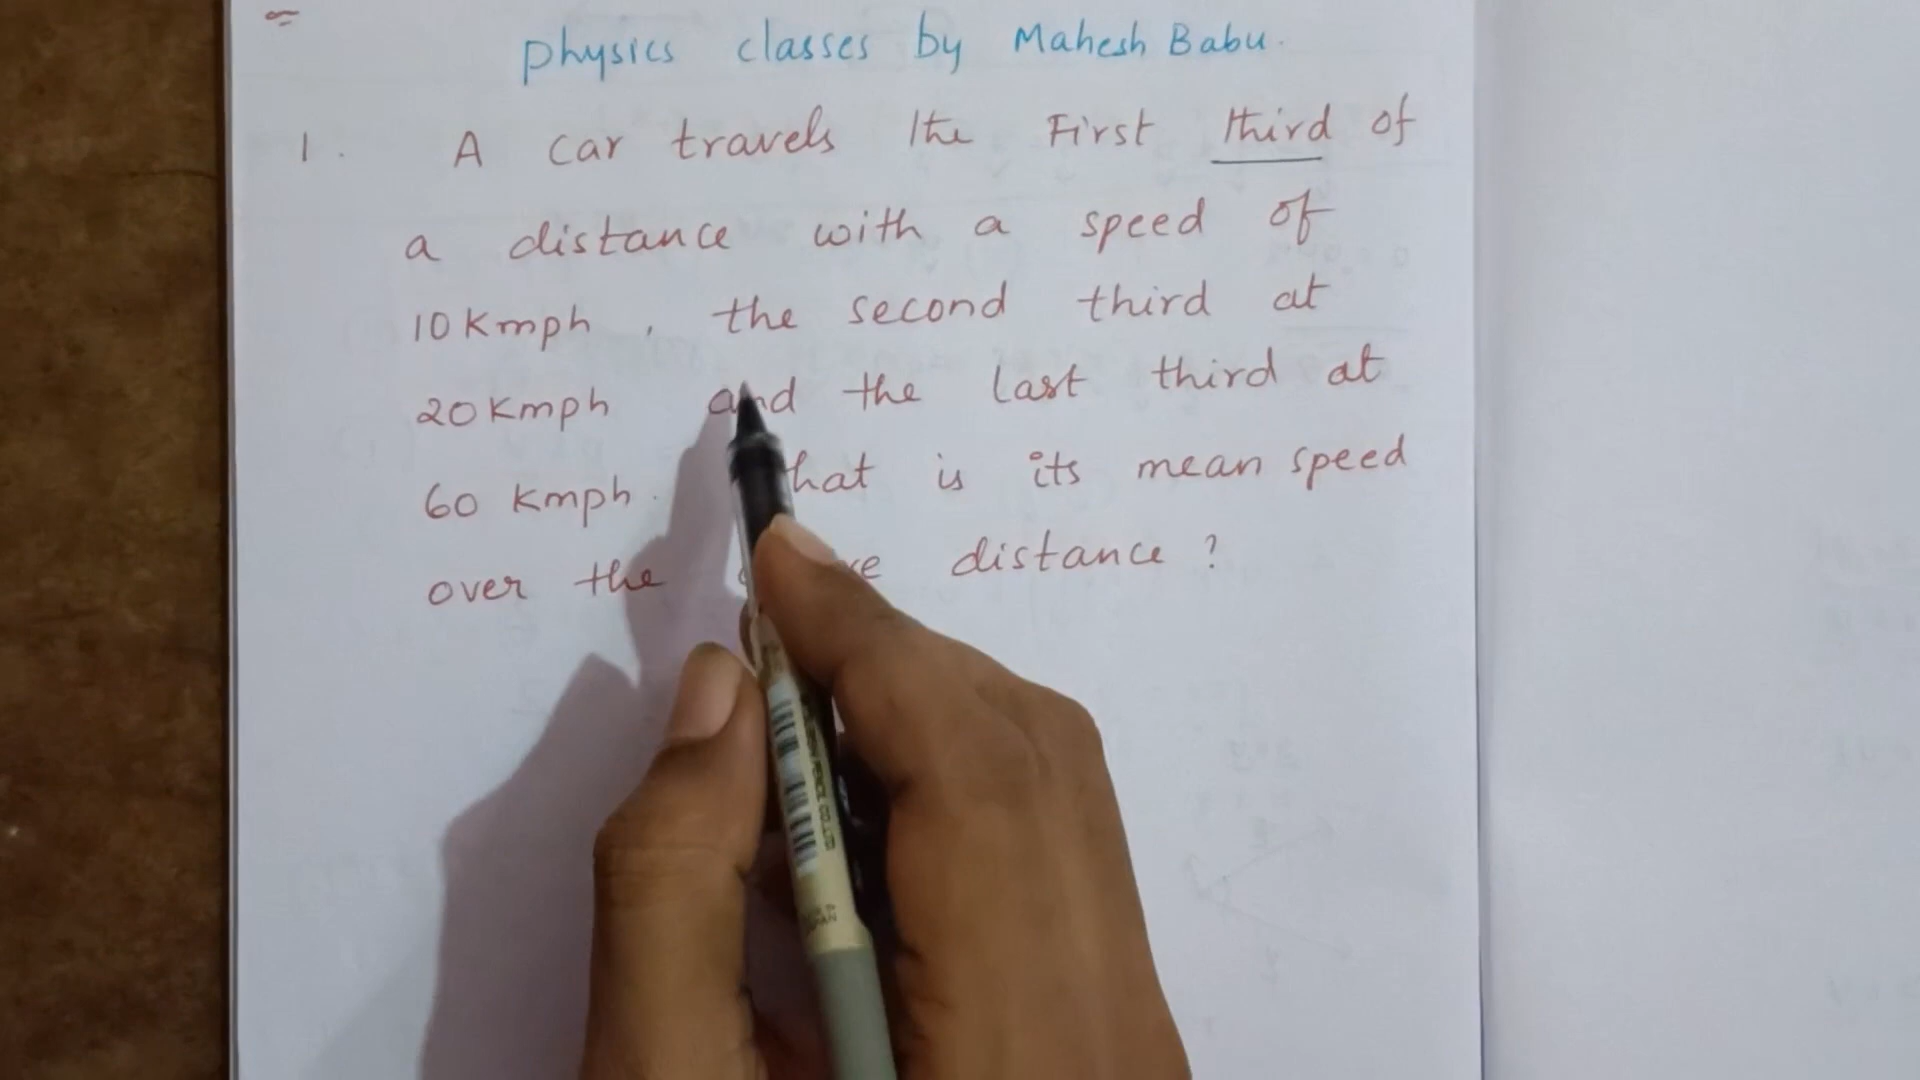 Physics classes by Mahesh Babu.
1. A car travels the First third of
a distance with a speed of
10 Kmph, the second third at
20 Kmph and the last third at
60 Kmph. hat is its mean speed
over the distance?